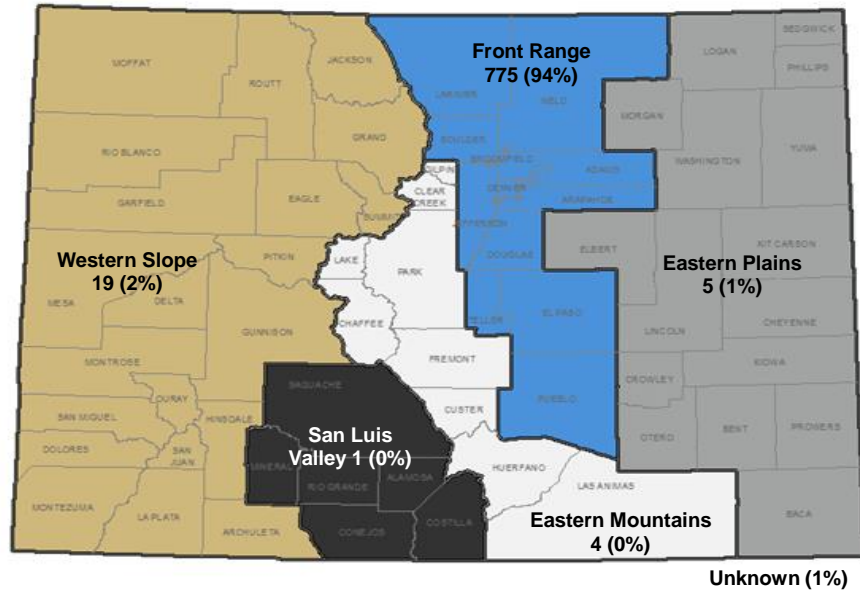 Front Range
775 (94%)
SEDGWICK
LOGAN
PHILLIPS
MOFFAT
JACKSON
ROUTT
LARIMER
WELD
MORGAN
GRAND
BOULDER
RIO BLANCO
WASHINGTON
YUMA
BROOMFIELD
GILPIN
ADAMS
CLEAR
CREEK
DENVER
EAGLE
GARFIELD
ARAPAHOE
SUMMIT
JEFFERSON
Western Slope
19 (2%)
PITKIN
LAKE
PARK
DOUGLAS
ELBERT
KIT CARSON
Eastern Plains
5 (1%)
MESA
DELTA
TELLER
EL PASO
CHAFFEE
LINCOLN
CHEYENNE
GUNNISON
MONTROSE
FREMONT
KIOWA
SAGUACHE
CROWLEY
OURAY
CUSTER
PUEBLO
SAN MIGUEL
HINSDALE
San Luis
Valley 1 (0%)
OTERO
BENT
PROWERS
DOLORES
SAN
JUAN
MINERAL
RIO GRANDE
ALAMOSA
HUERFANO
LAS ANIMAS
MONTEZUMA
LA PLATA
ARCHULETA
CONEJOS
COSTILLA
Eastern Mountains
4 (0%)
BACA
Unknown (1%)